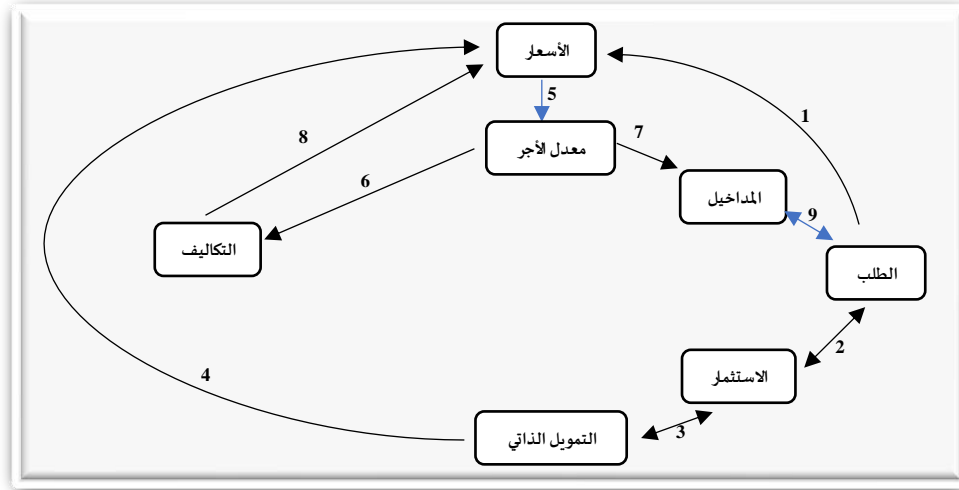 الأسعار
5
1
8
معدل الأجر
7
6
المداخيل
9
التكاليف
الطلب
2
الاستثمار
4
التمويل الذاتي
3